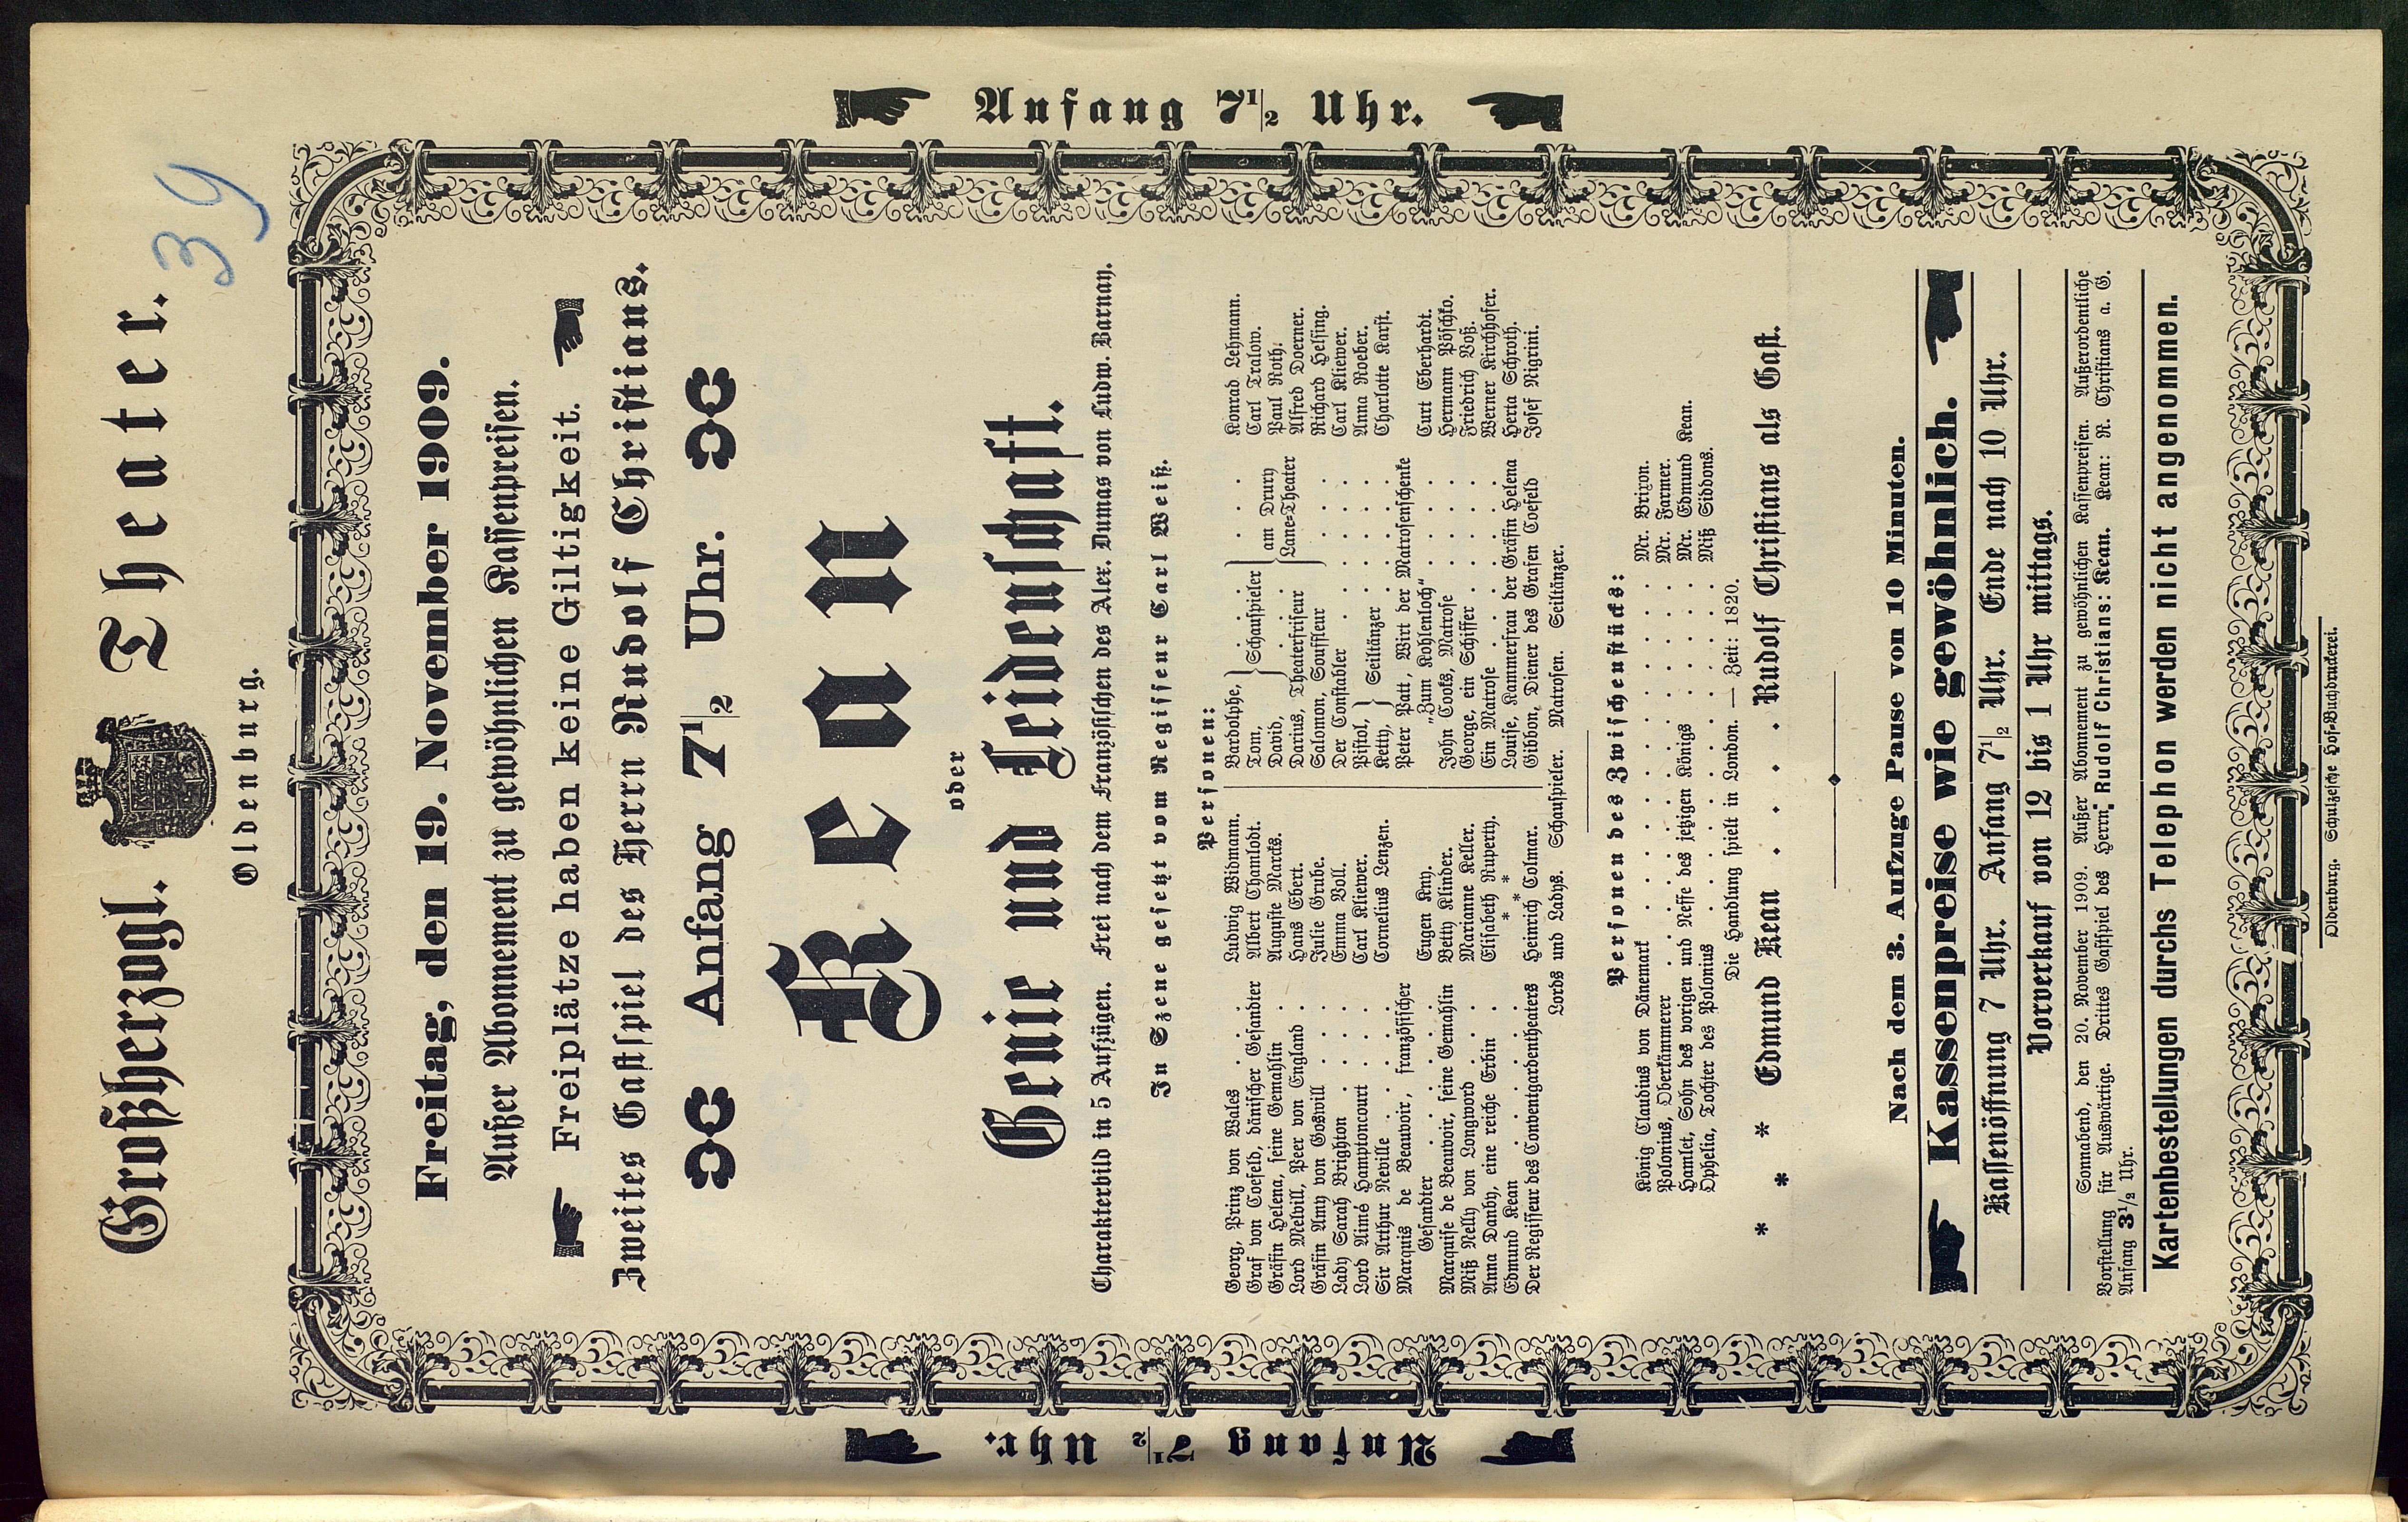 39
Großherzogl. Theater.
Oldenburg.
Anfang 7½ Uhr.
Anfang 7½ Uhr.
Freitag, den 19. November 1909.
Außer Abonnement zu gewöhnlichen Kassenpreisen.
Freiplätze haben keine Giltigkeit.
Zweites Gastspiel des Herrn Rudolf Christians.
Anfang 7½ Uhr.
Kean
oder
Genie und Leidenschaft.
Charakterbild in 5 Aufzügen. Frei nach dem Französischen des Alex. Dumas von Ludw. Barnay.
In Szene gesetzt vom Regisseur Carl Weiß.
Personen:
Georg, Prinz von Wales . . Ludwig Widmann.
Graf von Coefeld, dänischer Gesandter Albert Chamlodt.
Gräfin Helena, seine Gemahlin . Auguste Marcks.
Lord Melvill, Peer von England . . Hans Ebert.
Gräfin Amy von Goswill . . . . Julie Grube.
Lady Sarah Brighton . . . . Emma Boll.
Lord Aimé Hamptoncourt . . . Carl Kliewer.
Sir Arthur Neville . . . . Cornelius Lenzen.
Marquis de Beauvoir, französischer
Gesandter . . . . . Eugen Kny.
Marquise de Beauvoir, seine Gemahlin Betty Klinder.
Miß Nelly von Longword . . . Marianne Keller.
Anna Danby, eine reiche Erbin . Elisabeth Ruperty.
Edmund Kean . . . . * * *
Der Regisseur des Conventgardentheaters Heinrich Colmar.
Bardolphe, } Schauspieler } am Drury Lane-Theater . . . Konrad Lehmann.
Tom, . . . Carl Tralow.
David, Paul Roth.
Darius, Theaterfriseur Alfred Doerner.
Salomon, Souffleur . . . Richard Helsing.
Der Constabler . . . . . Carl Kliewer.
Pistol, } Seiltänzer . . . . Anna Roeber.
Ketty, . . . . Charlotte Karst.
Peter Patt, Wirt der Matrosenschenke
„Zum Kohlenloch“ . . . . Curt Eberhardt.
John Cooks, Matrose . . . . Hermann Pöschko.
George, ein Schiffer . . . . Friedrich Voß.
Ein Matrose . . . . . Werner Kirchhofer.
Louise, Kammerfrau der Gräfin Helena Herta Schroth.
Gibbon, Diener des Grafen Coefeld Josef Nigrini.
Lords und Ladys. Schauspieler. Matrosen. Seiltänzer.
Personen des Zwischenstücks:
König Claudius von Dänemark . . . . . . Mr. Brixon.
Polonius, Oberkämmerer . . . . . . Mr. Farmer.
Hamlet, Sohn des vorigen und Neffe des jetzigen Königs . . . . Mr. Edmund Kean.
Ophelia, Tochter des Polonius . . . . . . Miß Siddons.
Die Handlung spielt in London. — Zeit: 1820.
* * * Edmund Kean . . . . Rudolf Christians als Gast.
Nach dem 3. Aufzuge Pause von 10 Minuten.
Kassenpreise wie gewöhnlich.
Kassenöffnung 7 Uhr. Anfang 7½ Uhr. Ende nach 10 Uhr.
Vorverkauf von 12 bis 1 Uhr mittags.
Sonnabend, den 20. November 1909. Außer Abonnement zu gewöhnlichen Kassenpreisen. Außerordentliche
Vorstellung für Auswärtige. Drittes Gastspiel des Herrn Rudolf Christians: Kean. Kean: R. Christians a. G.
Anfang 3½ Uhr.
Kartenbestellungen durchs Telephon werden nicht angenommen.
Oldenburg. Schulzesche Hof-Buchdruckerei.